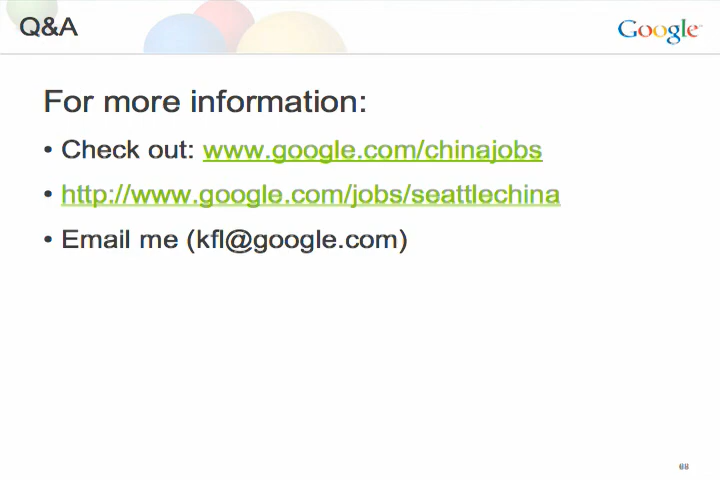 Q&A
Google
For more information:
• Check out: www.google.com/chinajobs
• http://www.google.com/jobs/seattlechina
• Email me (kfl@google.com)
68